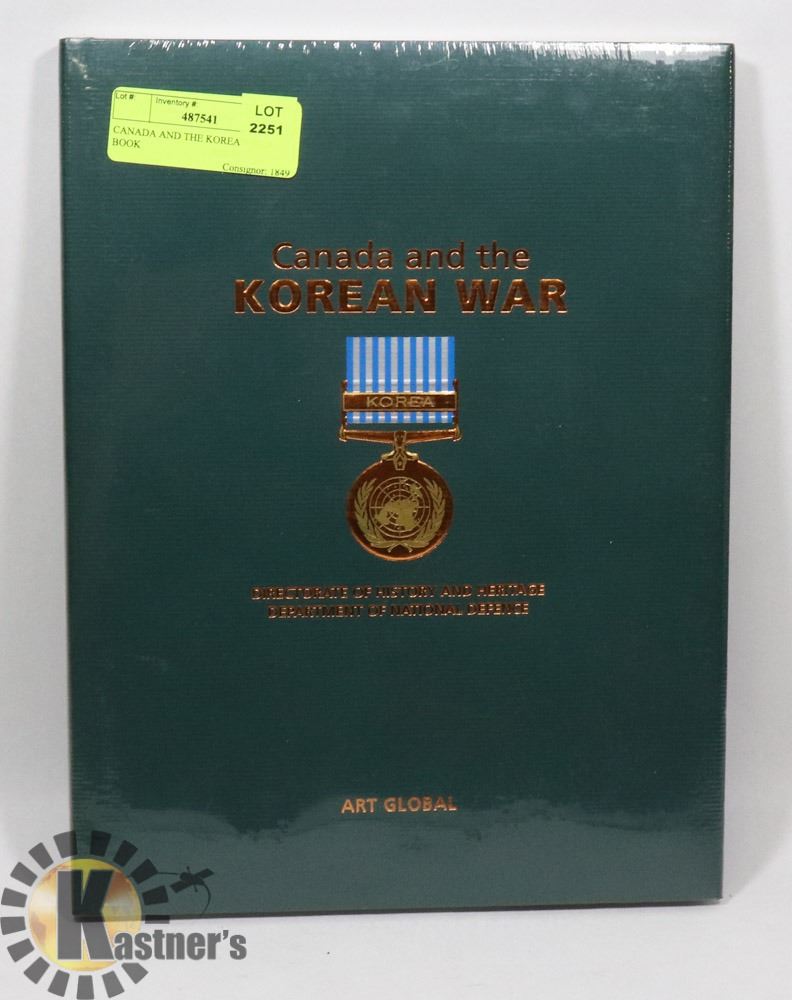 Lot #:
Inventory #:
487541
LOT
2251
CANADA AND THE KOREA
BOOK
Consignor: 1849
Canada and the
KOREAN WAR
KOREA
DIRECTORATE OF HISTORY AND HERITAGE
DEPARTMENT OF NATIONAL DEFENCE
ART GLOBAL
KASTNER'S